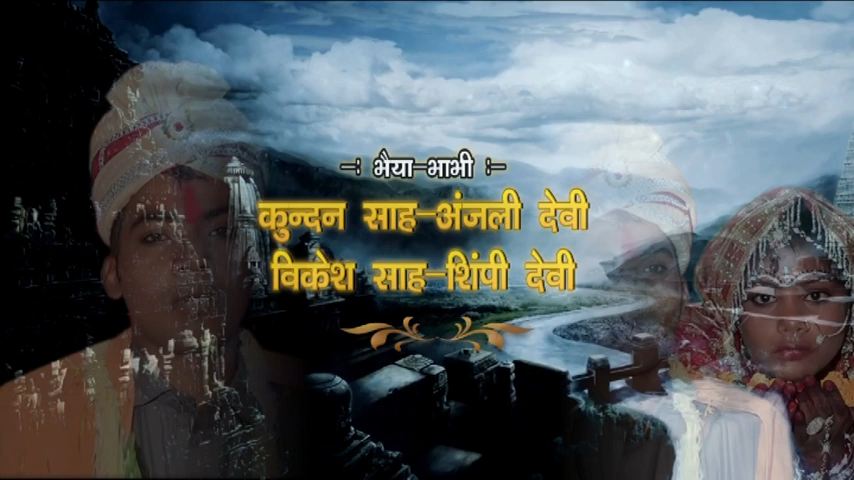 -: भैया-भाभी :-
कुन्दन साह-अंजली देवी
विकेश साह-शिंपी देवी